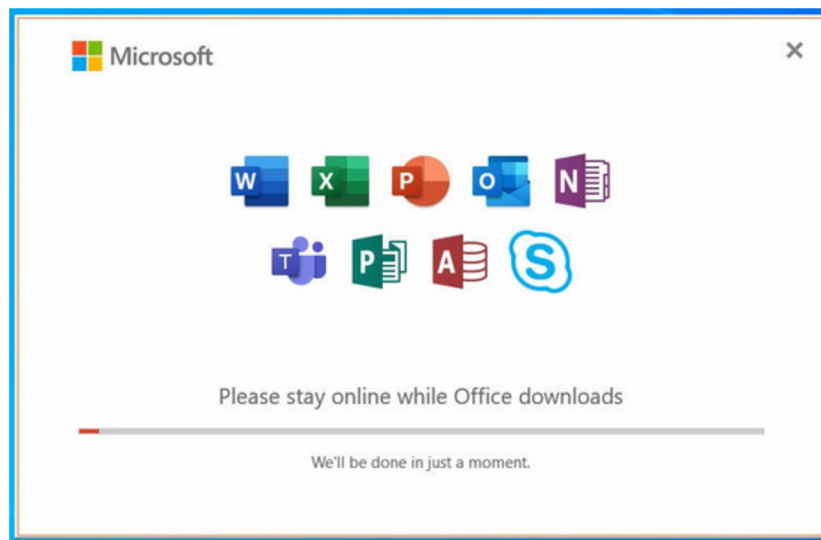 Microsoft
W X P O N
T P A S
Please stay online while Office downloads
We'll be done in just a moment.